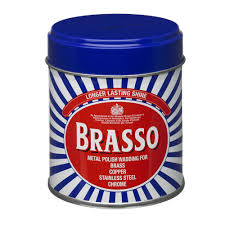 LONGER LASTING SHINE
BRASSO
METAL POLISH WADDING FOR
BRASS
COPPER
STAINLESS STEEL
CHROME